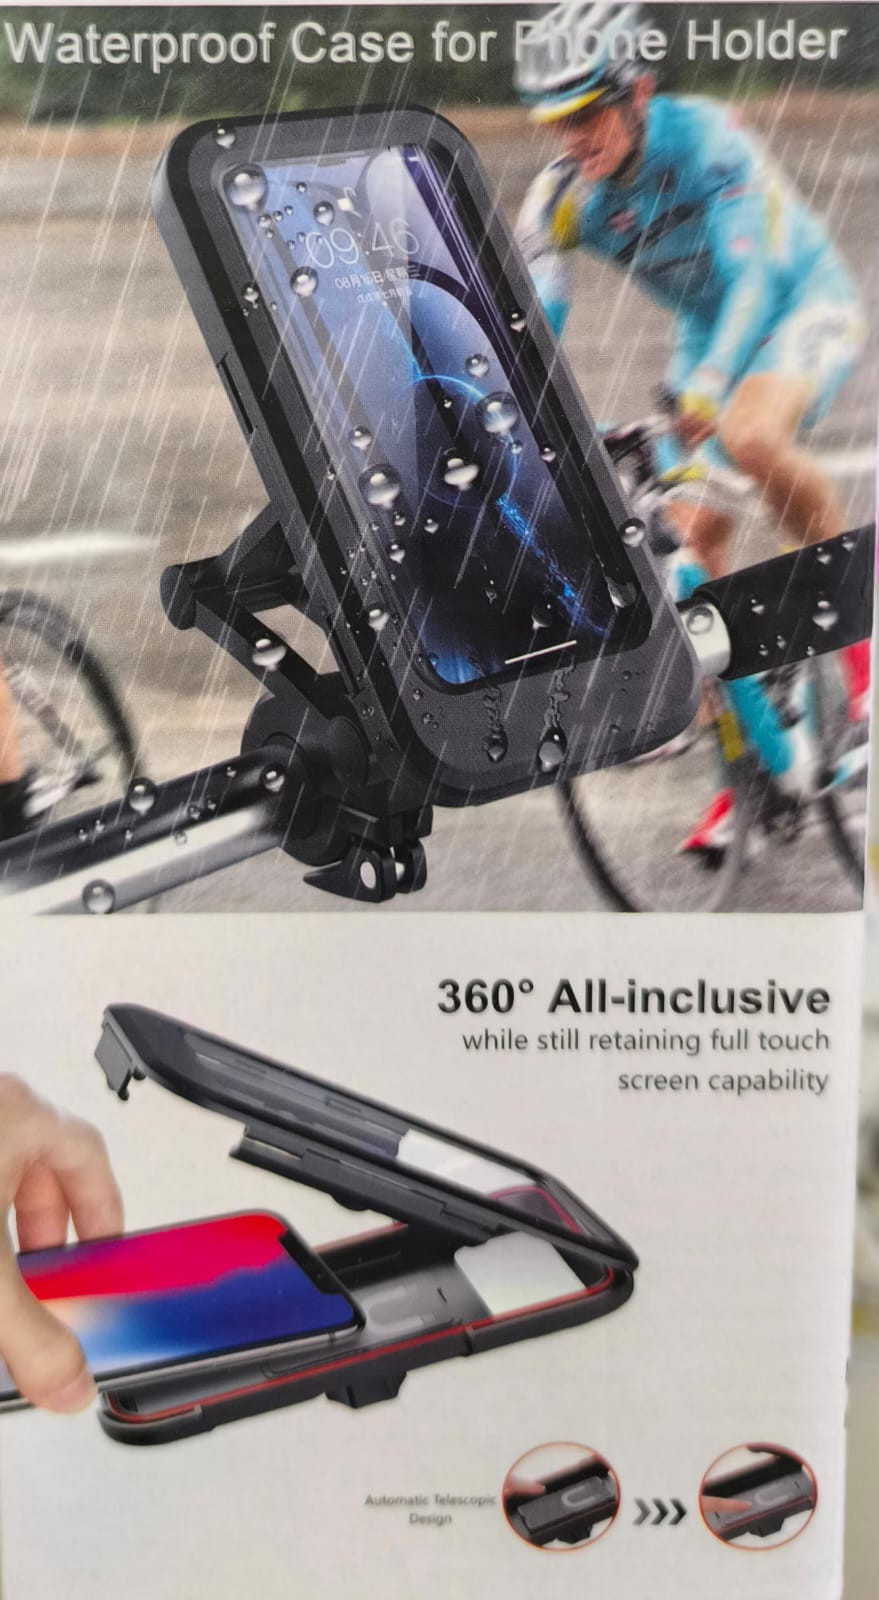 Waterproof Case for Phone Holder
09:46
360° All-inclusive
while still retaining full touch
screen capability
Automatic Telescopic
Design